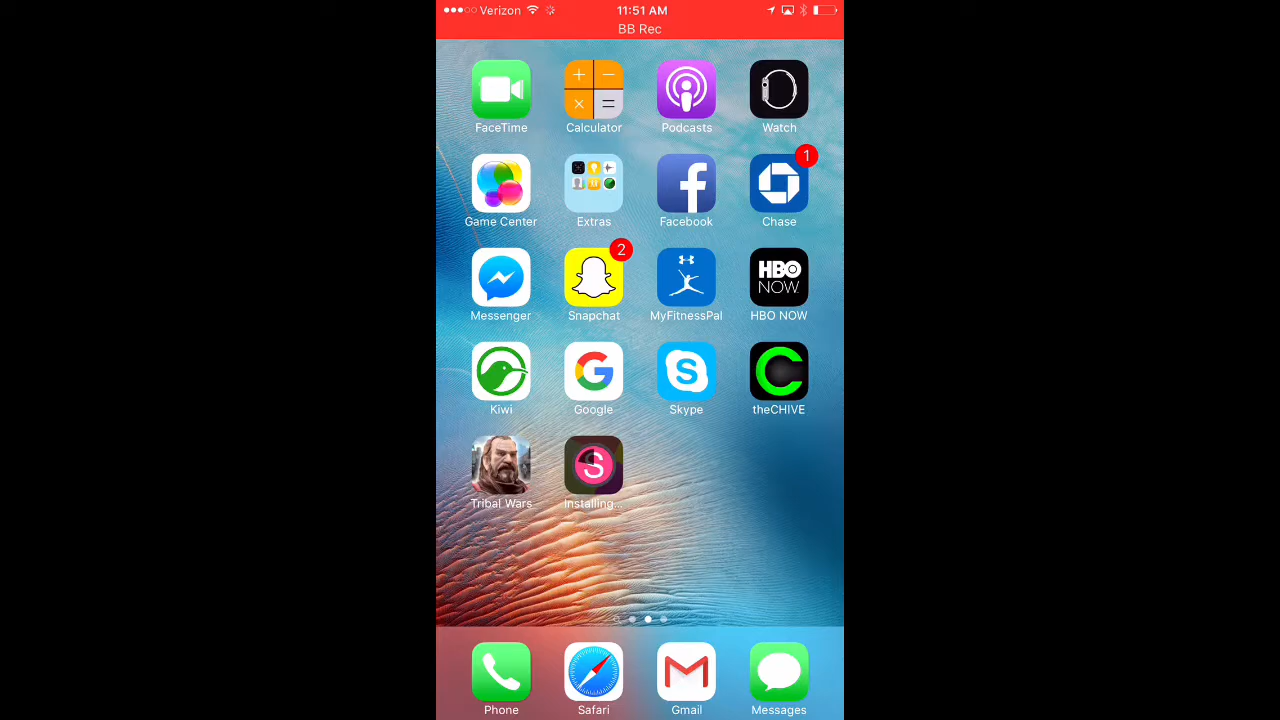 Verizon 11:51 AM
BB Rec
FaceTime Calculator Podcasts Watch
1
Game Center Extras Facebook Chase
2
HBO
NOW
Messenger Snapchat MyFitnessPal HBO NOW
Kiwi Google Skype theCHIVE
S
Tribal Wars Installing...
Phone Safari Gmail Messages